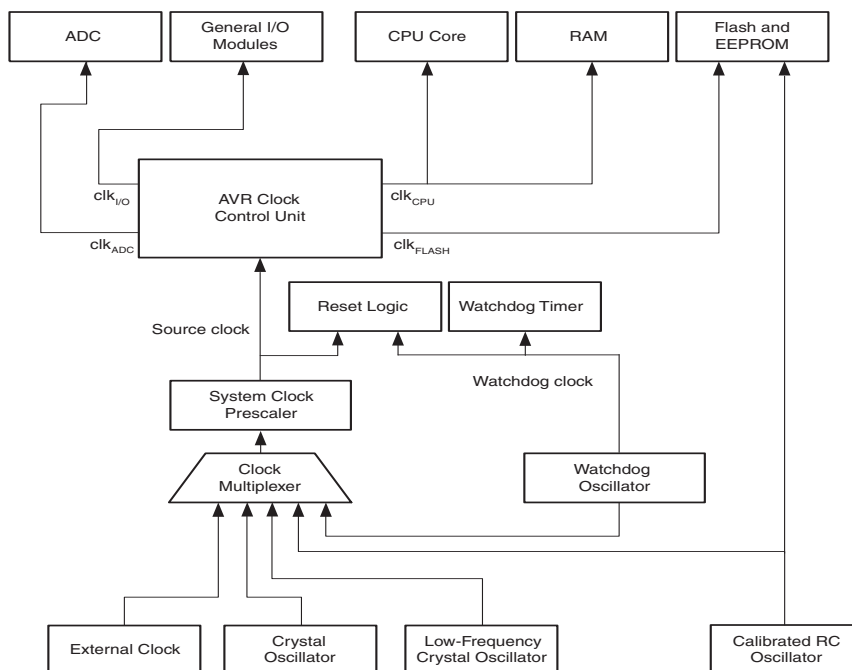 ADC
General I/O
Modules
CPU Core
RAM
Flash and
EEPROM
clkI/O
AVR Clock
Control Unit
clkCPU
clkADC
clkFLASH
Reset Logic
Watchdog Timer
Source clock
Watchdog clock
System Clock
Prescaler
Clock
Multiplexer
Watchdog
Oscillator
External Clock
Crystal
Oscillator
Low-Frequency
Crystal Oscillator
Calibrated RC
Oscillator